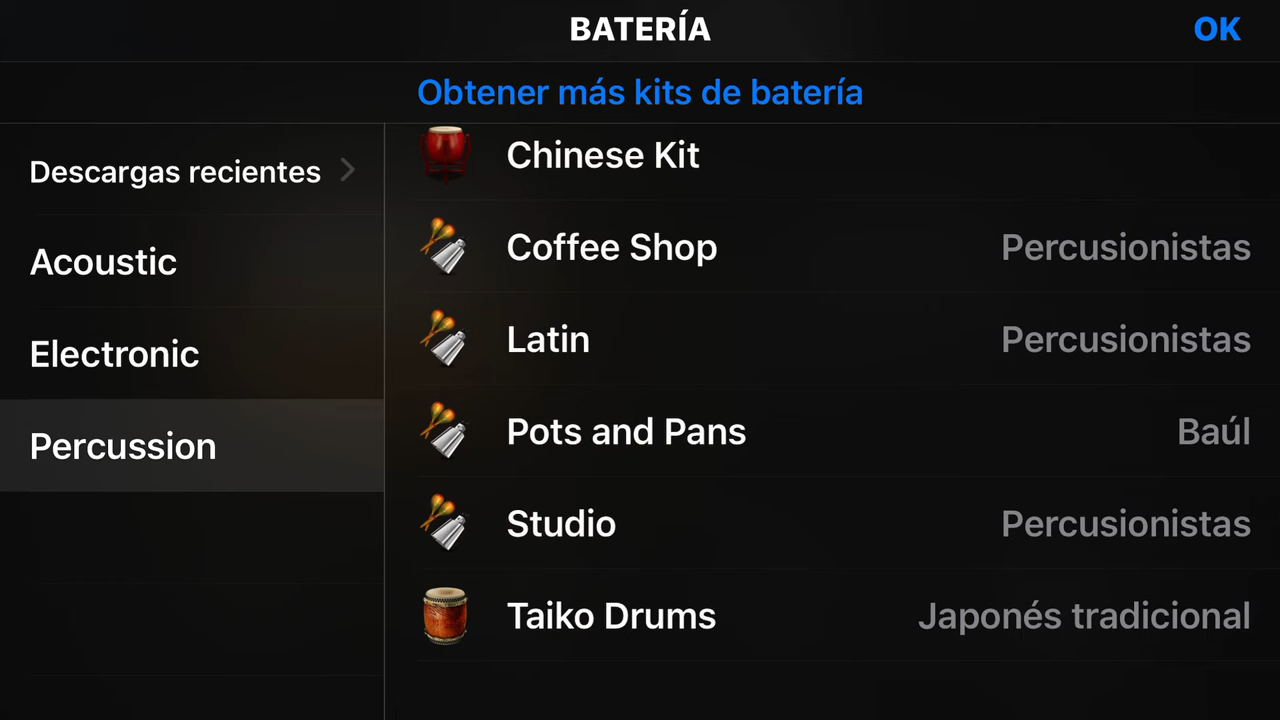 BATERÍA
OK
Obtener más kits de batería
Descargas recientes
Acoustic
Electronic
Percussion
Chinese Kit
Coffee Shop Percusionistas
Latin Percusionistas
Pots and Pans Baúl
Studio Percusionistas
Taiko Drums Japonés tradicional